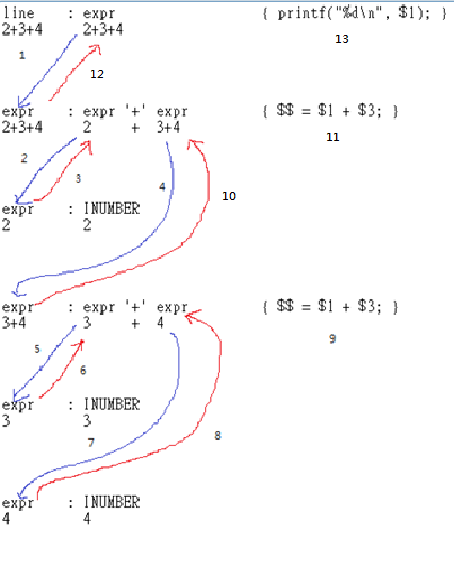 line : expr { printf("%d\n", $1); }
2+3+4 2+3+4
13
1
12
expr : expr '+' expr { $$ = $1 + $3; }
2+3+4 2 + 3+4
11
2
3
4
10
expr : INUMBER
2 2
expr : expr '+' expr { $$ = $1 + $3; }
3+4 3 + 4
9
5
6
expr : INUMBER
3 3
7
8
expr : INUMBER
4 4